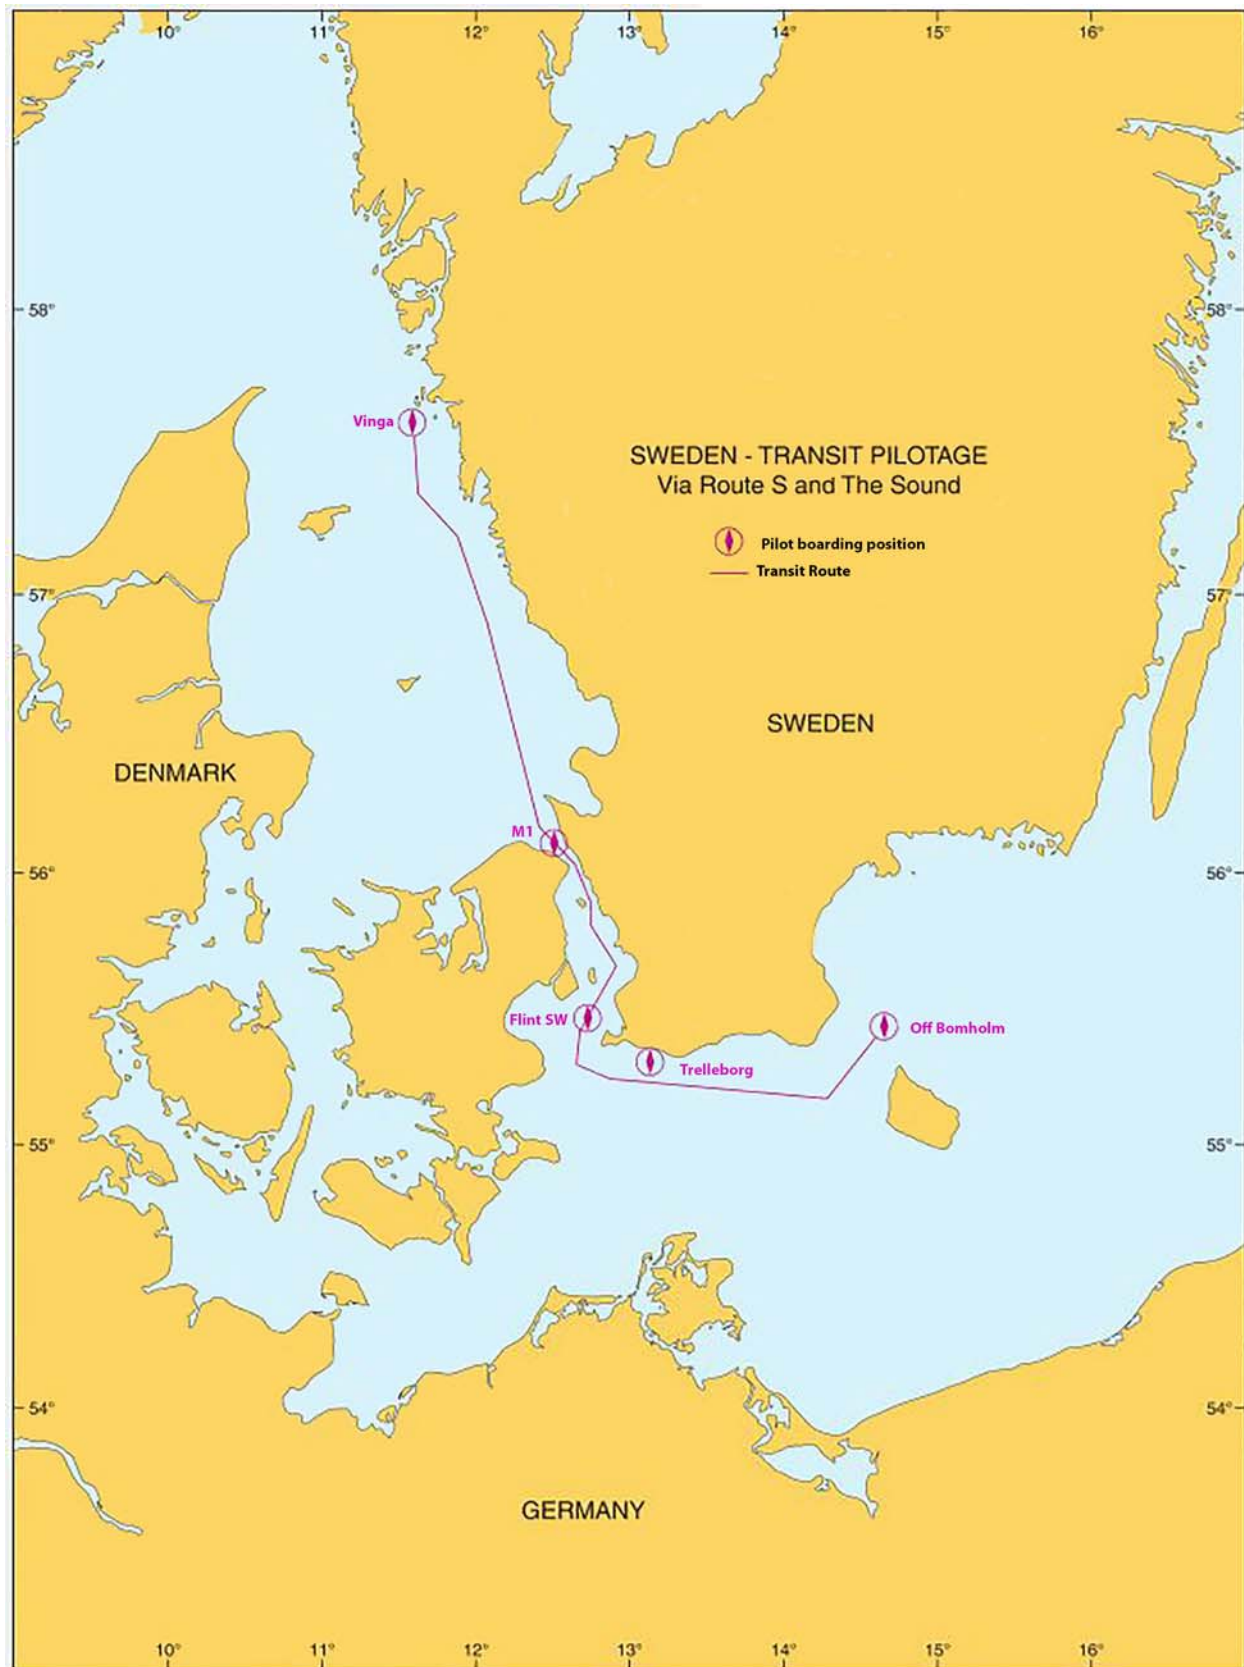 10° 11° 12° 13° 14° 15° 16°
58° 58°
Vinga
SWEDEN - TRANSIT PILOTAGE
Via Route S and The Sound
Pilot boarding position
Transit Route
57° 57°
SWEDEN
DENMARK
M1
56° 56°
Flint SW
Off Bomholm
Trelleborg
55° 55°
54° 54°
GERMANY
10° 11° 12° 13° 14° 15° 16°